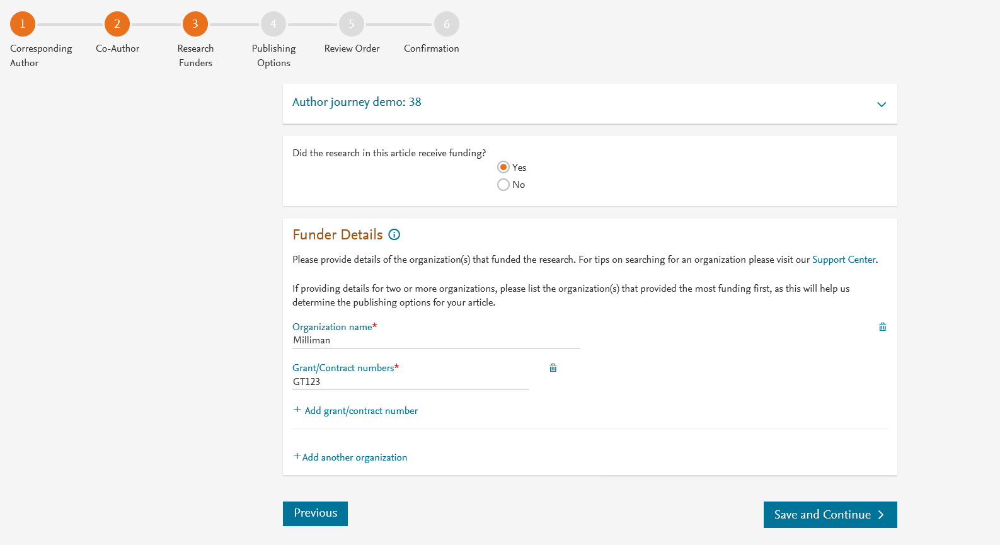 1 2 3 4 5 6
Corresponding Author
Co-Author
Research Funders
Publishing Options
Review Order
Confirmation
Author journey demo: 38
Did the research in this article receive funding?
Yes
No
Funder Details
Please provide details of the organization(s) that funded the research. For tips on searching for an organization please visit our Support Center.
If providing details for two or more organizations, please list the organization(s) that provided the most funding first, as this will help us
determine the publishing options for your article.
Organization name*
Milliman
Grant/Contract numbers*
GT123
+ Add grant/contract number
+ Add another organization
Previous
Save and Continue